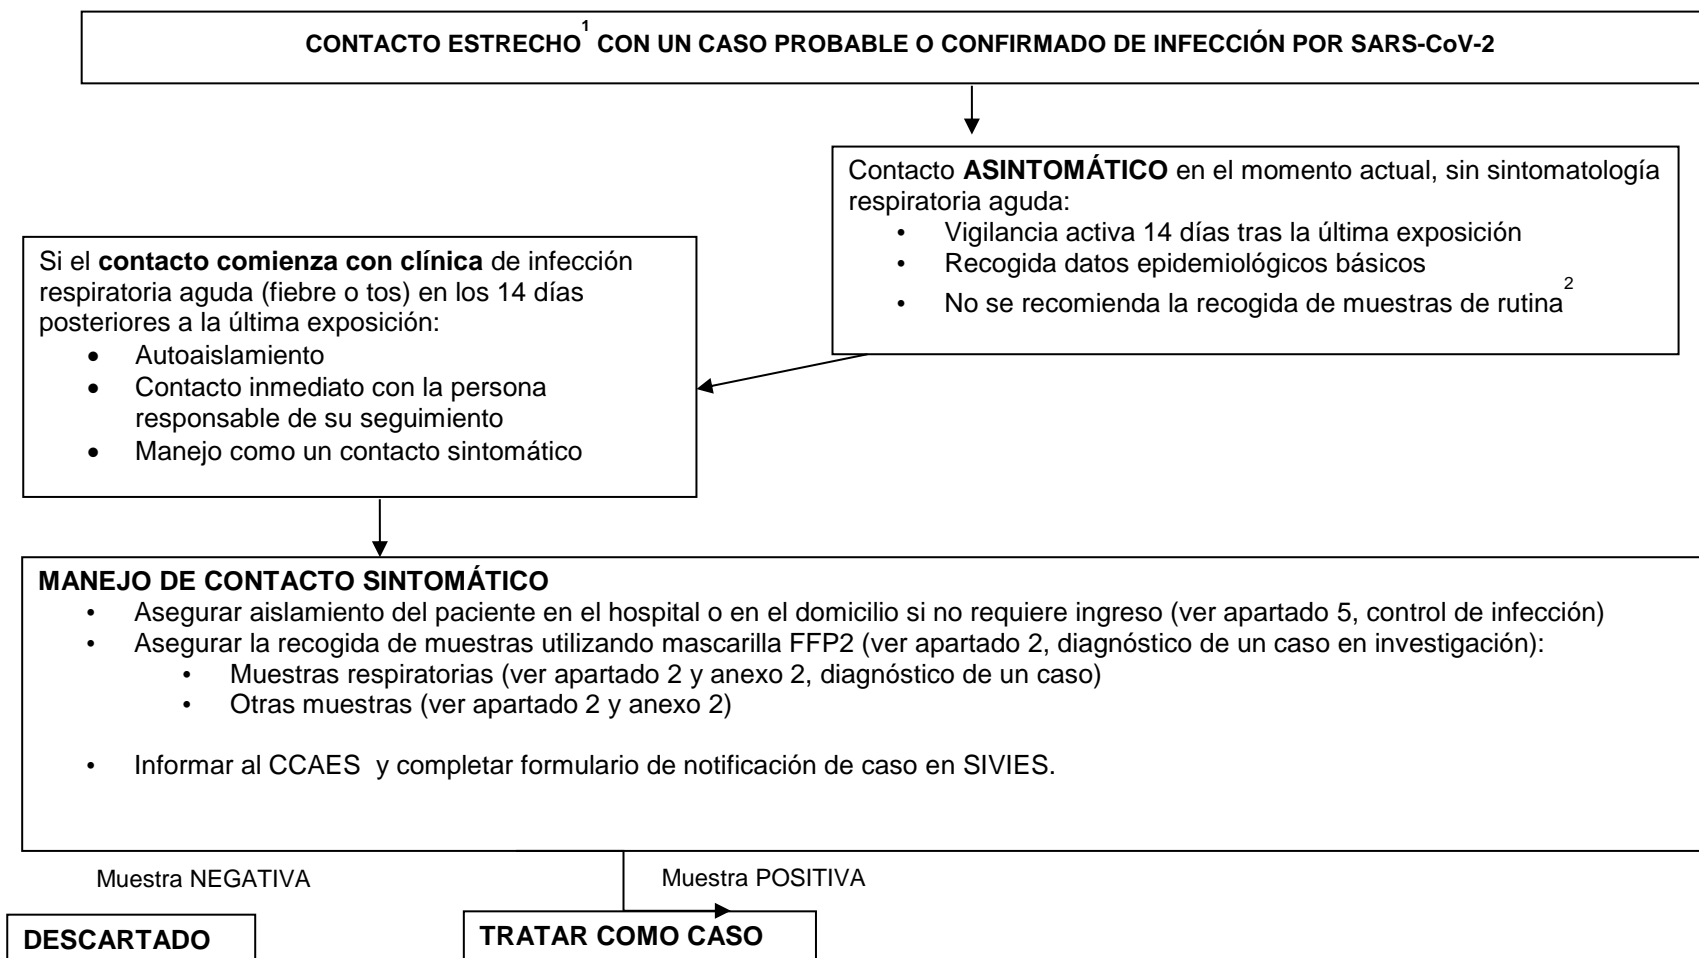 CONTACTO ESTRECHO1 CON UN CASO PROBABLE O CONFIRMADO DE INFECCIÓN POR SARS-CoV-2
Contacto ASINTOMÁTICO en el momento actual, sin sintomatología
respiratoria aguda:
• Vigilancia activa 14 días tras la última exposición
• Recogida datos epidemiológicos básicos
• No se recomienda la recogida de muestras de rutina2
Si el contacto comienza con clínica de infección
respiratoria aguda (fiebre o tos) en los 14 días
posteriores a la última exposición:
• Autoaislamiento
• Contacto inmediato con la persona
responsable de su seguimiento
• Manejo como un contacto sintomático
MANEJO DE CONTACTO SINTOMÁTICO
• Asegurar aislamiento del paciente en el hospital o en el domicilio si no requiere ingreso (ver apartado 5, control de infección)
• Asegurar la recogida de muestras utilizando mascarilla FFP2 (ver apartado 2, diagnóstico de un caso en investigación):
• Muestras respiratorias (ver apartado 2 y anexo 2, diagnóstico de un caso)
• Otras muestras (ver apartado 2 y anexo 2)
• Informar al CCAES y completar formulario de notificación de caso en SIVIES.
Muestra NEGATIVA
Muestra POSITIVA
DESCARTADO
TRATAR COMO CASO